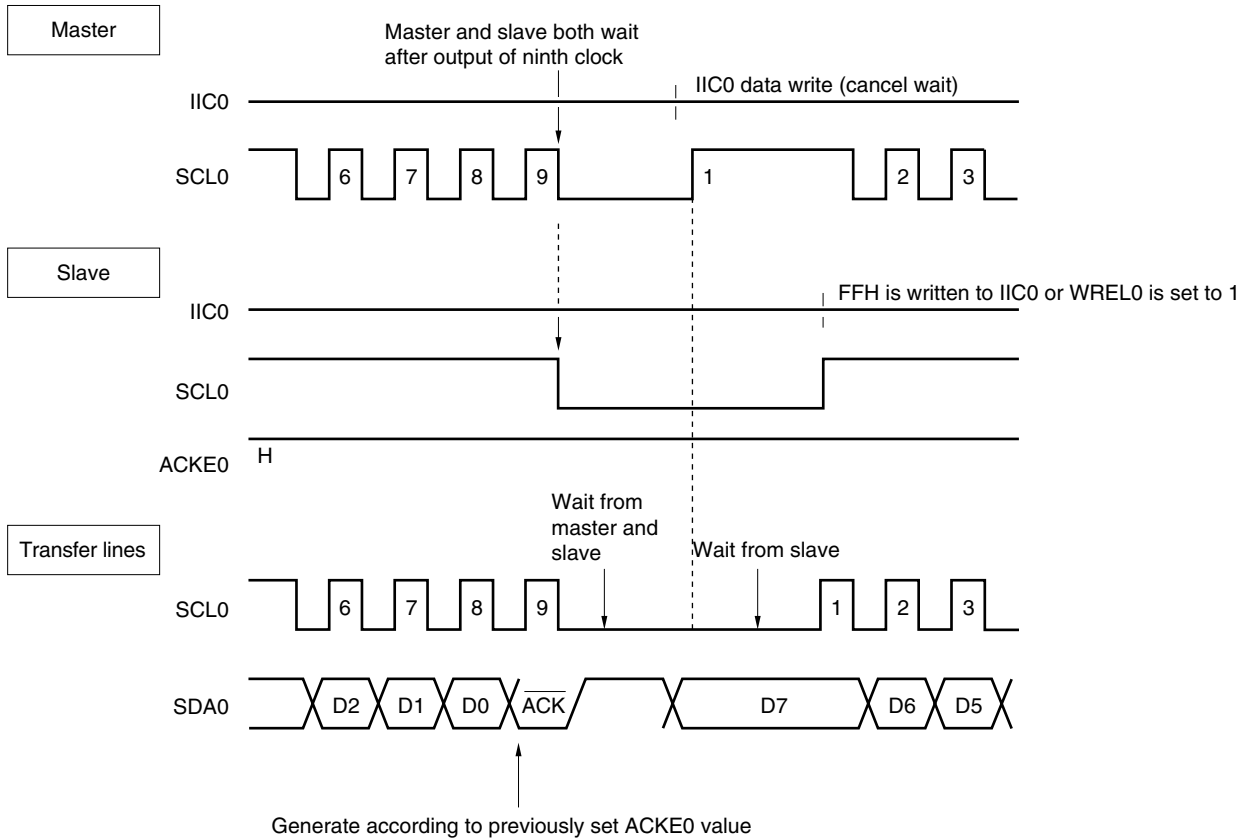 Master
Master and slave both wait
after output of ninth clock
IIC0 data write (cancel wait)
IIC0
SCL0
6 7 8 9 1 2 3
Slave
FFH is written to IIC0 or WREL0 is set to 1
IIC0
SCL0
H
ACKE0
Wait from
master and
slave
Wait from slave
Transfer lines
SCL0
6 7 8 9 1 2 3
SDA0
D2 D1 D0 ACK D7 D6 D5
Generate according to previously set ACKE0 value